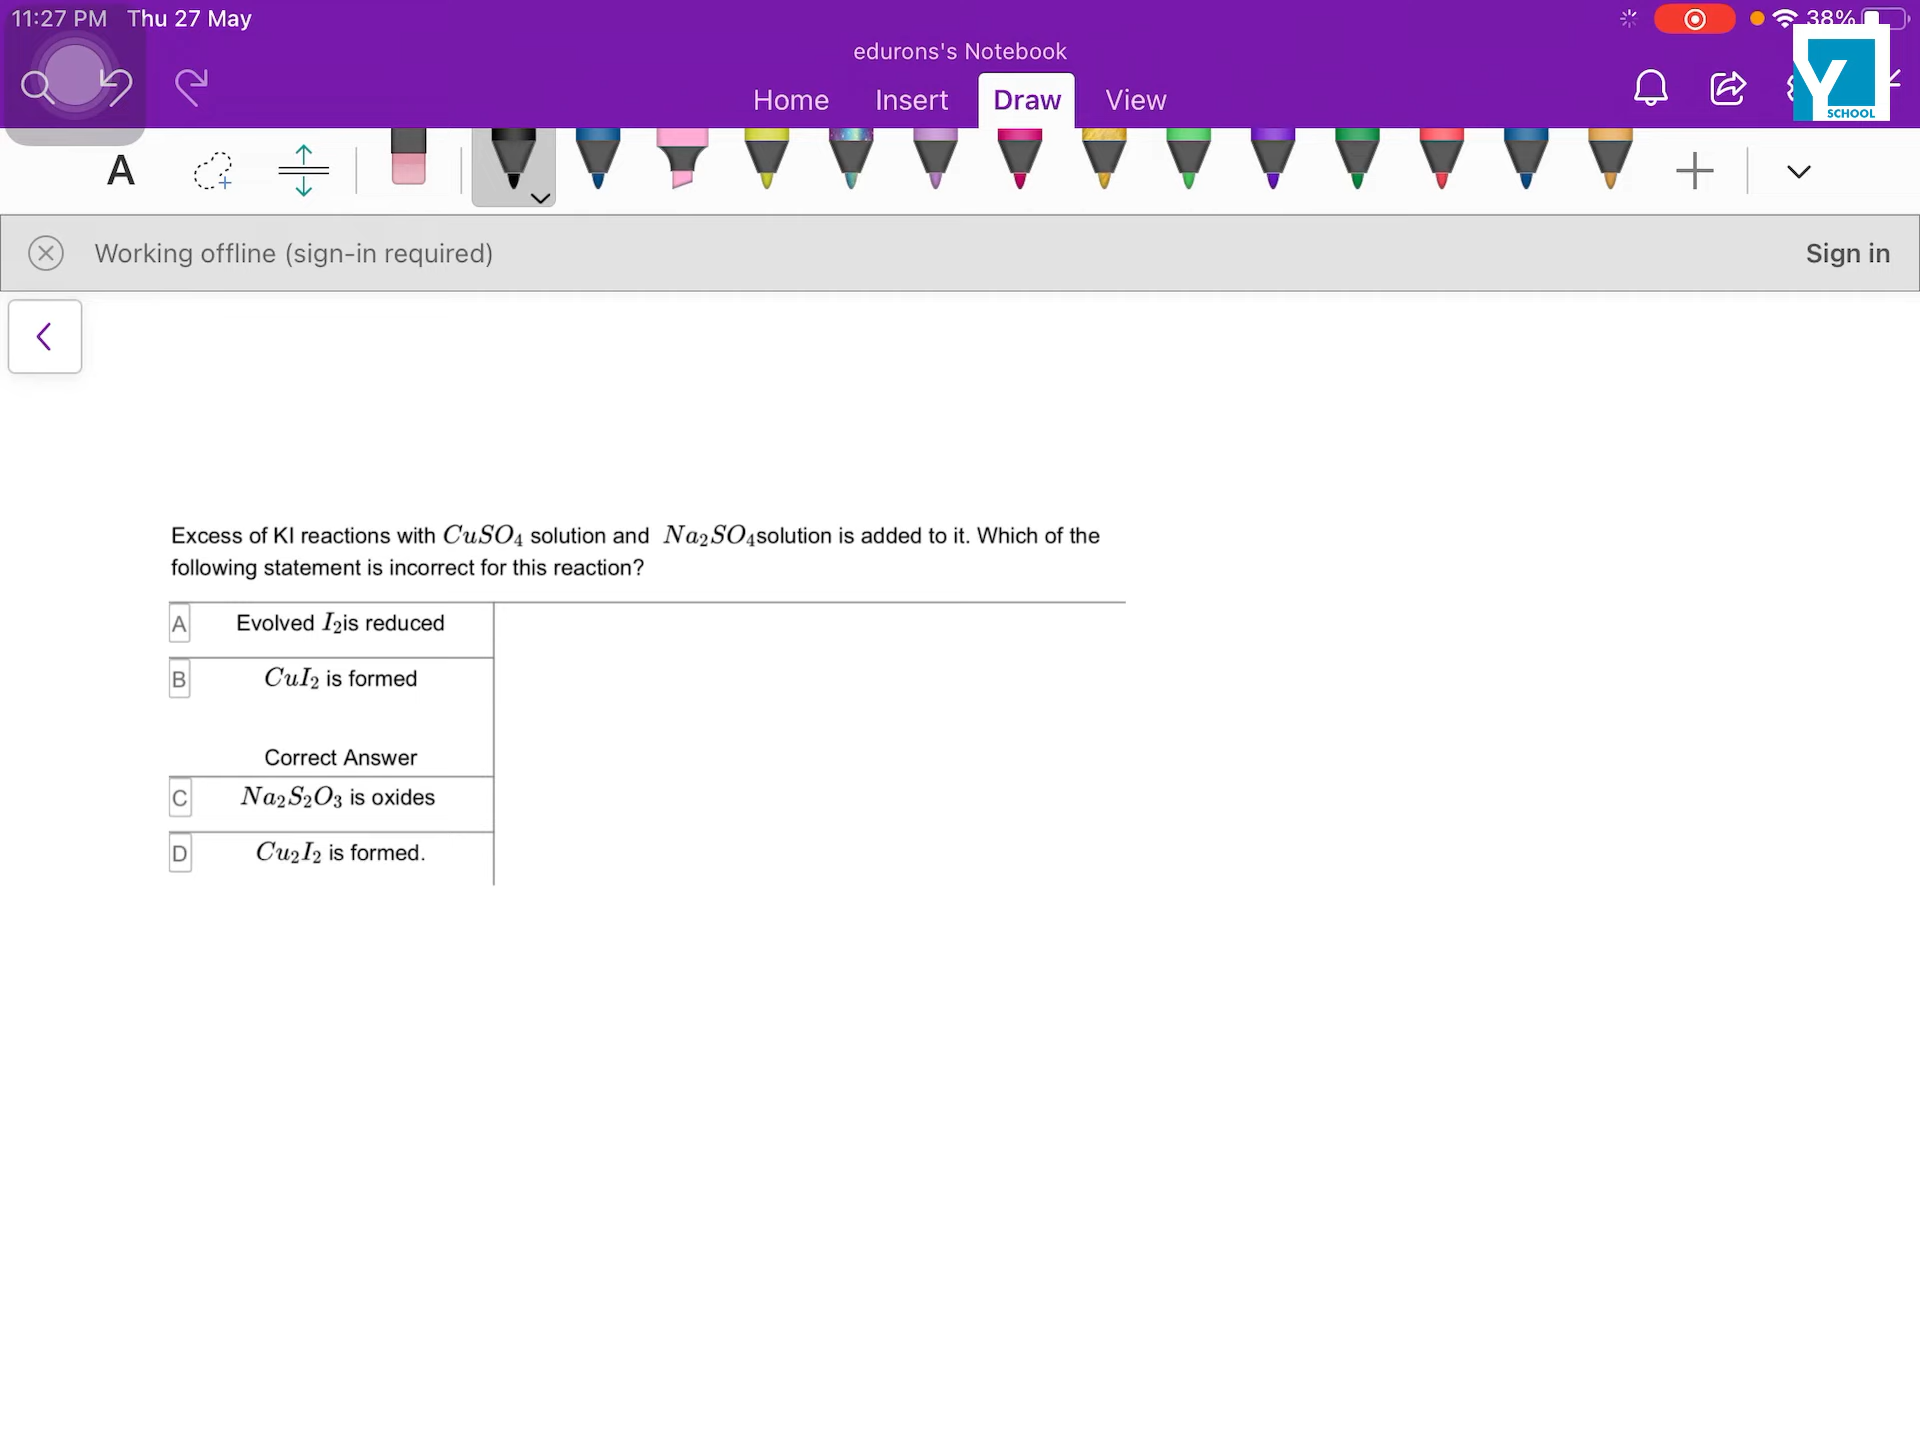 11:27 PM Thu 27 May
38%
edurons's Notebook
Home Insert Draw View
Y SCHOOL
A
Working offline (sign-in required) Sign in
Excess of KI reactions with CuSO₄ solution and Na₂SO₄solution is added to it. Which of the
following statement is incorrect for this reaction?
A Evolved I₂is reduced
B CuI₂ is formed
Correct Answer
C Na₂S₂O₃ is oxides
D Cu₂I₂ is formed.